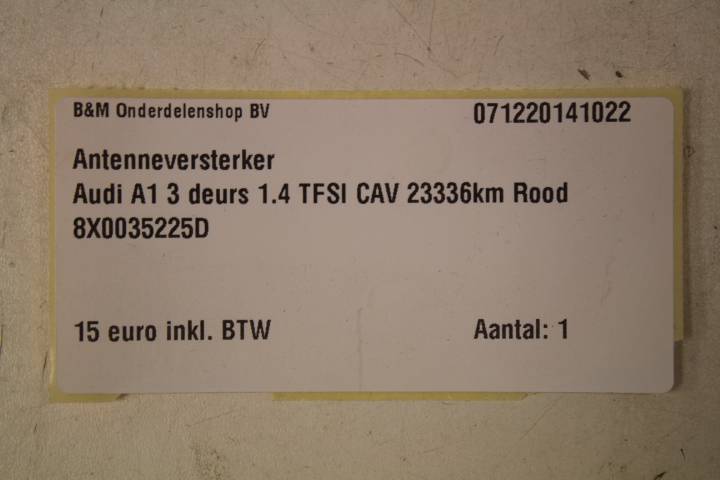 B&M Onderdelenshop BV 071220141022
Antenneversterker
Audi A1 3 deurs 1.4 TFSI CAV 23336km Rood
8X0035225D
15 euro inkl. BTW Aantal: 1